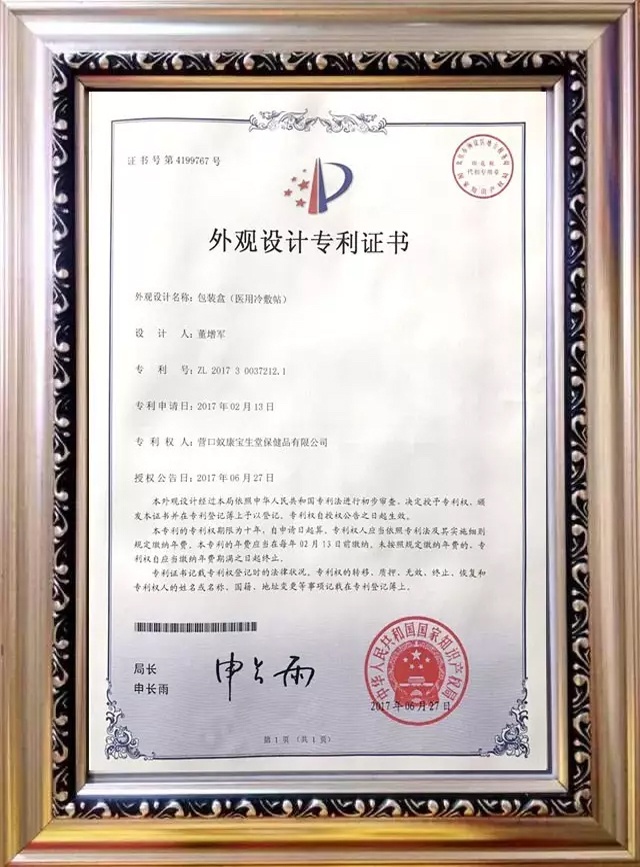 证书号第4199767号
外观设计专利证书
外观设计名称：包装盒（医用冷敷帖）
设 计 人：董增军
专 利 号：ZL 2017 3 0037212.1
专利申请日：2017年02月13日
专 利 权 人：营口蚁康宝生堂保健品有限公司
授权公告日：2017年06月27日
本外观设计经过本局依照中华人民共和国专利法进行初步审查，决定授予专利权，颁
发本证书并在专利登记簿上予以登记。专利权自授权公告之日起生效。
本专利的专利权期限为十年，自申请日起算。专利权人应当依照专利法及其实施细则
规定缴纳年费。本专利的年费应当在每年02月13日前缴纳。未按照规定缴纳年费的，专
利权自应当缴纳年费期满之日起终止。
专利证书记载专利权登记时的法律状况。专利权的转移、质押、无效、终止、恢复和
专利权人的姓名或名称、国籍、地址变更等事项记载在专利登记簿上。
局长
申长雨
申长雨
中华人民共和国国家知识产权局
2017年06月27日
第1页（共1页）